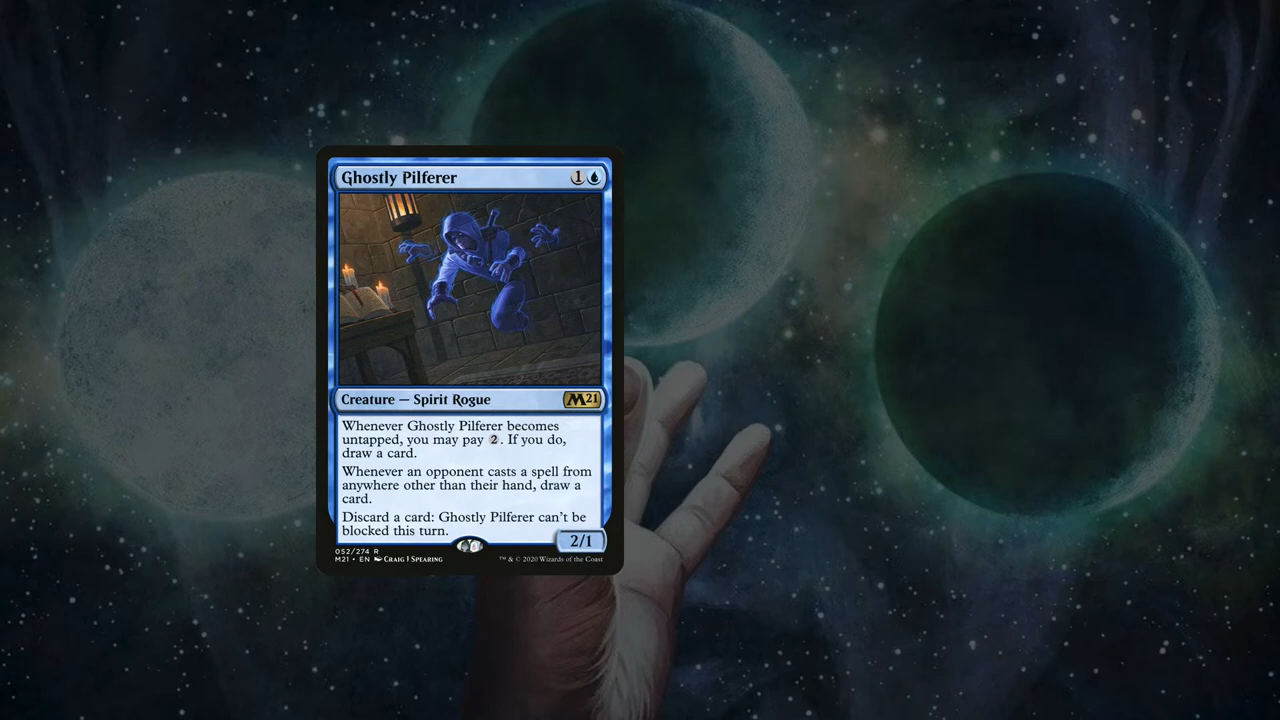 Ghostly Pilferer 1
Creature — Spirit Rogue M21
Whenever Ghostly Pilferer becomes
untapped, you may pay 2. If you do,
draw a card.
Whenever an opponent casts a spell from
anywhere other than their hand, draw a
card.
Discard a card: Ghostly Pilferer can't be
blocked this turn.
2/1
052/274 R
M21 • EN Craig J Spearing ™ & © 2020 Wizards of the Coast